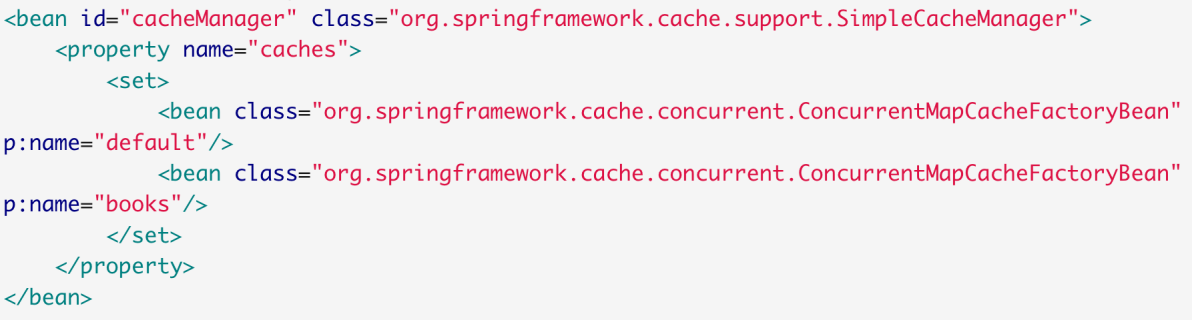 <bean id="cacheManager" class="org.springframework.cache.support.SimpleCacheManager">
    <property name="caches">
        <set>
            <bean class="org.springframework.cache.concurrent.ConcurrentMapCacheFactoryBean"
p:name="default"/>
            <bean class="org.springframework.cache.concurrent.ConcurrentMapCacheFactoryBean"
p:name="books"/>
        </set>
    </property>
</bean>